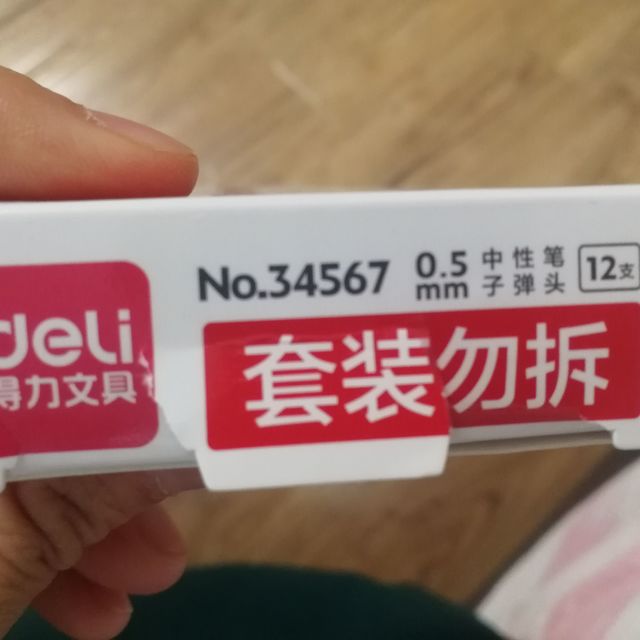 deli
得力文具
No.34567
0.5
mm
中性笔
子弹头
12支
套装勿拆